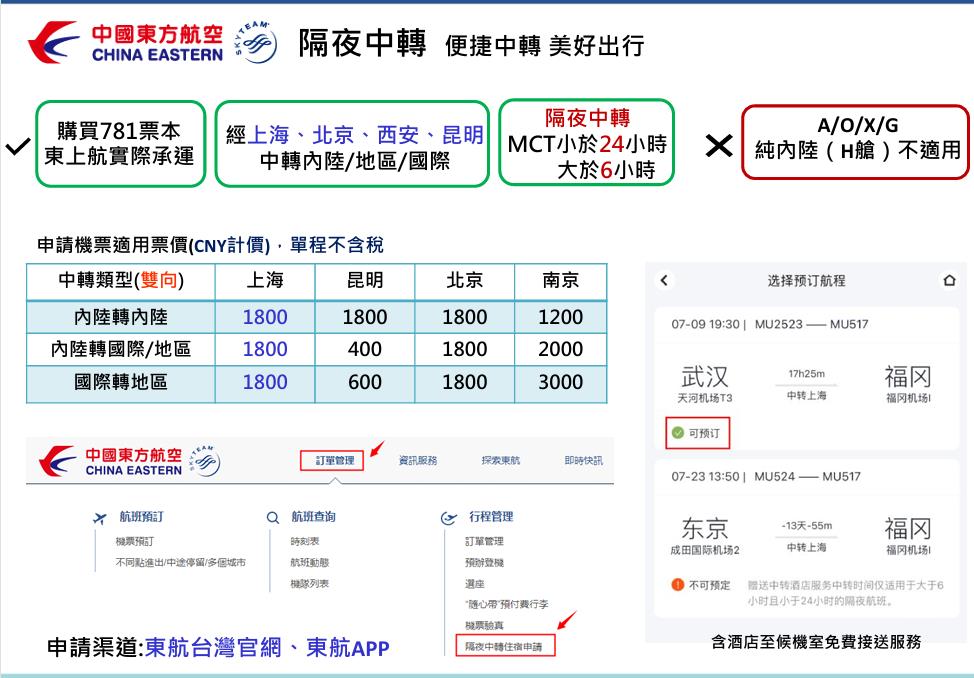 中國東方航空
CHINA EASTERN
SKYTEAM
隔夜中轉 便捷中轉 美好出行
購買781票本
東上航實際承運
經上海、北京、西安、昆明
中轉內陸/地區/國際
隔夜中轉
MCT小於24小時
大於6小時
A/O/X/G
純內陸(H艙)不適用
申請機票適用票價(CNY計價)，單程不含稅
中轉類型(雙向) 上海 昆明 北京 南京
內陸轉內陸 1800 1800 1800 1200
內陸轉國際/地區 1800 400 1800 2000
國際轉地區 1800 600 1800 3000
选择预订航程
07-09 19:30 | MU2523 —— MU517
武汉 17h25m 福冈
天河机场T3 中转上海 福冈机场I
可预订
07-23 13:50 | MU524 —— MU517
东京 -13天-55m 福冈
成田国际机场2 中转上海 福冈机场I
不可预定 赠送中转酒店服务中转时间仅适用于大于6
小时且小于24小时的隔夜航班。
含酒店至候機室免費接送服務
中國東方航空
CHINA EASTERN
SKYTEAM
訂單管理 資訊服務 探索東航 即時快訊
航班預訂
機票預訂
不同點進出/中途停留/多個城市
航班查詢
時刻表
航班動態
機隊列表
行程管理
訂單管理
預辦登機
選座
"隨心帶"預付費行李
機票驗真
隔夜中轉住宿申請
申請渠道:東航台灣官網、東航APP